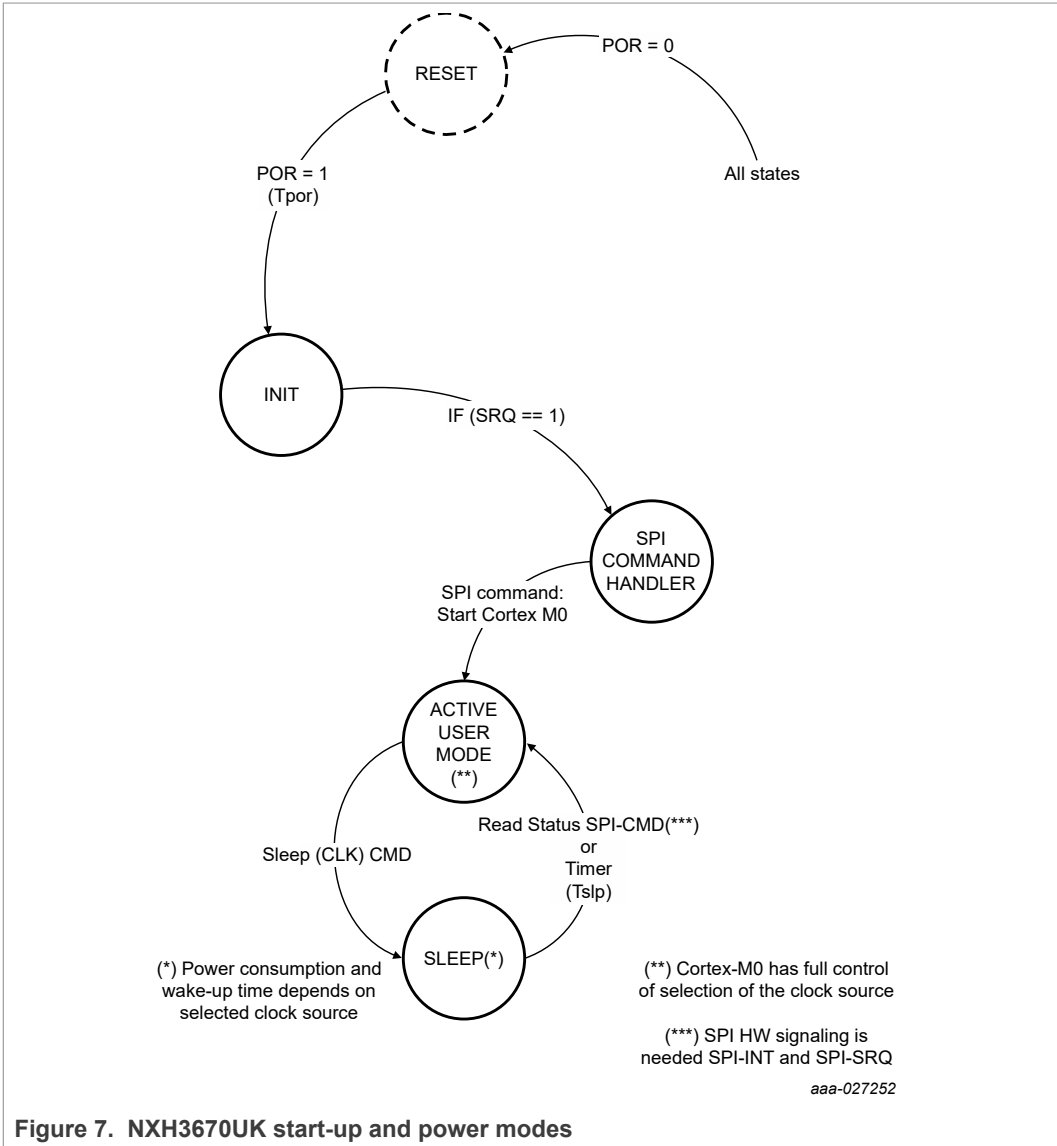 RESET
POR = 0
All states
POR = 1
(Tpor)
INIT
IF (SRQ == 1)
SPI
COMMAND
HANDLER
SPI command:
Start Cortex M0
ACTIVE
USER
MODE
(**)
Read Status SPI-CMD(***)
or
Timer
(Tslp)
Sleep (CLK) CMD
SLEEP(*)
(*) Power consumption and
wake-up time depends on
selected clock source
(**) Cortex-M0 has full control
of selection of the clock source
(***) SPI HW signaling is
needed SPI-INT and SPI-SRQ
aaa-027252
Figure 7. NXH3670UK start-up and power modes